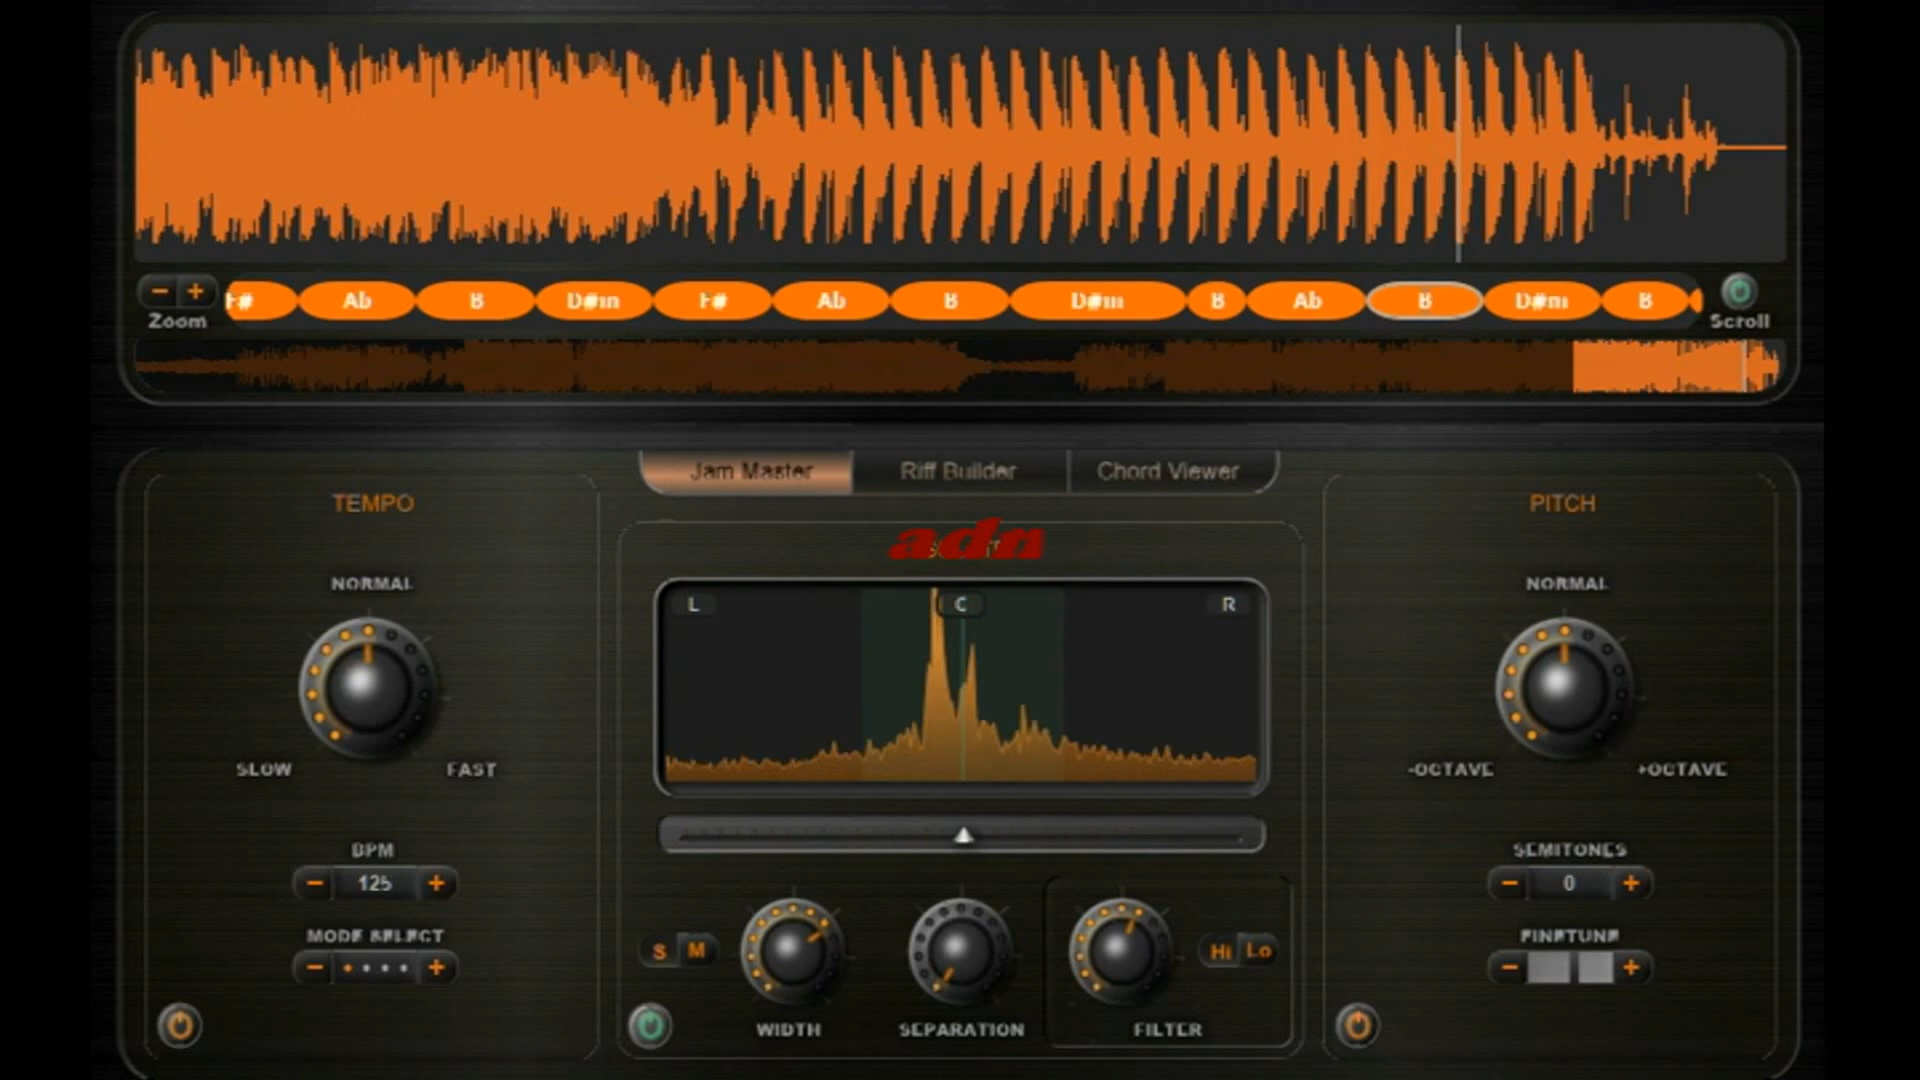 F# Ab B D#m F# Ab B D#m B Ab B D#m B
Zoom
Scroll
Jam Master Riff Builder Chord Viewer
TEMPO
PITCH
adn
NORMAL
NORMAL
L C R
SLOW FAST
-OCTAVE +OCTAVE
BPM
125
SEMITONES
0
MODE SELECT
FINETUNE
S M
Hi Lo
WIDTH SEPARATION FILTER